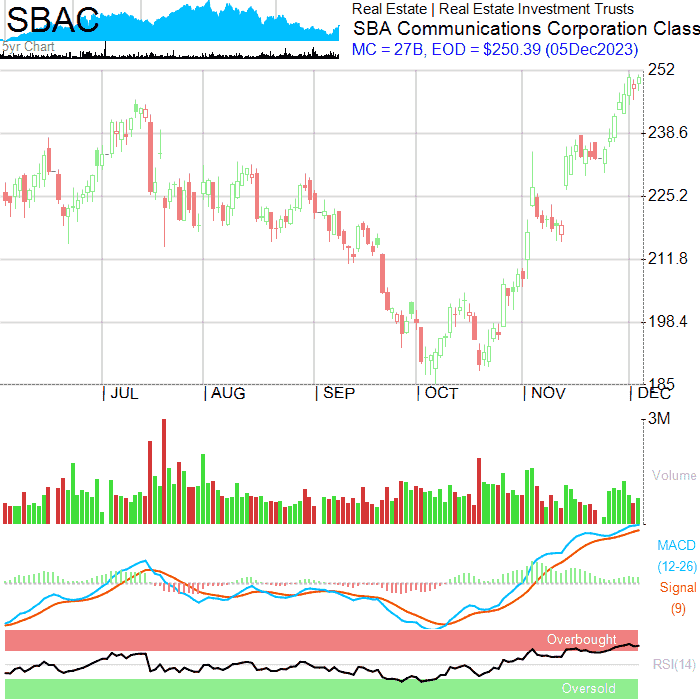 SBAC
5yr Chart
Real Estate | Real Estate Investment Trusts
SBA Communications Corporation Class
MC = 27B, EOD = $250.39 (05Dec2023)
252
238.6
225.2
211.8
198.4
185
| JUL | AUG | SEP | OCT | NOV | DEC
3M
Volume
MACD
(12-26)
Signal
(9)
Overbought
RSI(14)
Oversold